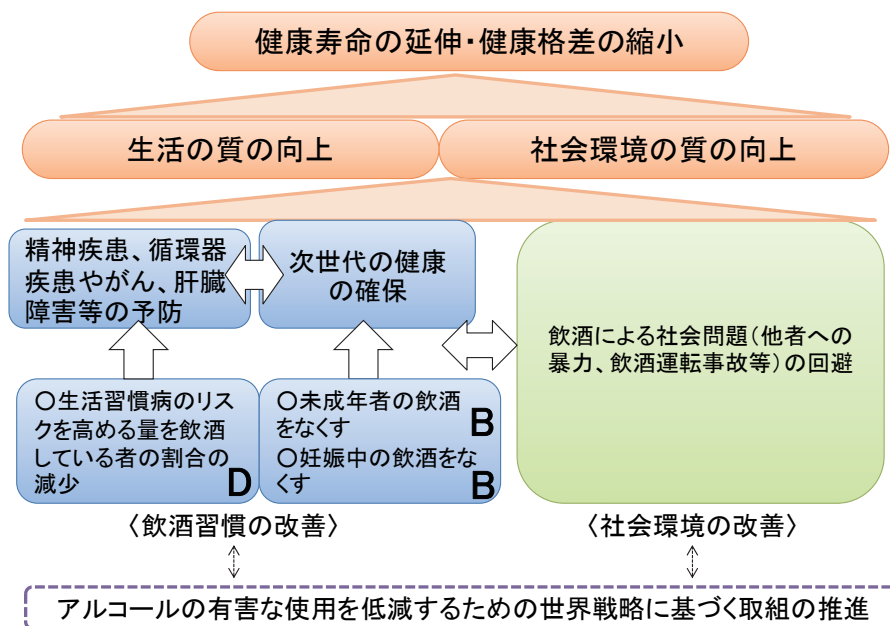 健康寿命の延伸・健康格差の縮小
生活の質の向上
社会環境の質の向上
精神疾患、循環器
疾患やがん、肝臓
障害等の予防
次世代の健康
の確保
飲酒による社会問題（他者への
暴力、飲酒運転事故等）の回避
○生活習慣病のリス
クを高める量を飲酒
している者の割合の
減少
D
○未成年者の飲酒
をなくす
B
○妊娠中の飲酒をな
くす
B
〈飲酒習慣の改善〉
〈社会環境の改善〉
アルコールの有害な使用を低減するための世界戦略に基づく取組の推進